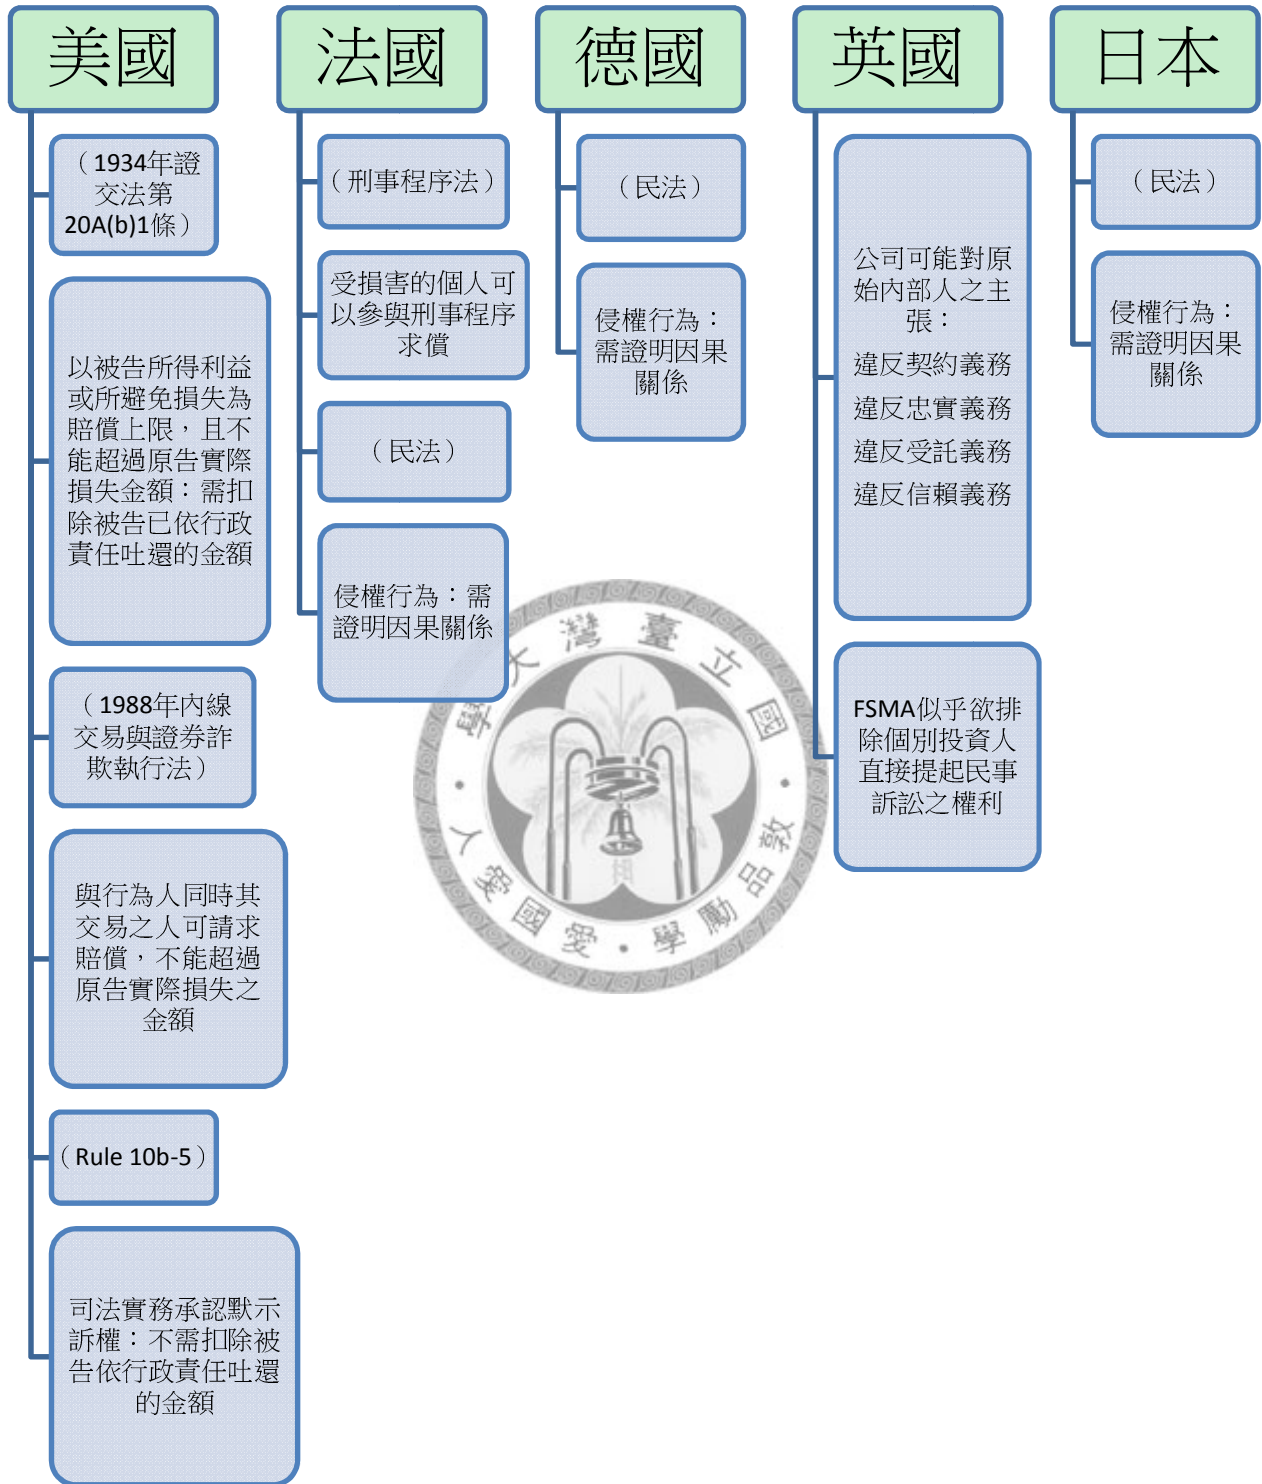 美國
（1934年證
交法第
20A(b)1條）
以被告所得利益
或所避免損失為
賠償上限，且不
能超過原告實際
損失金額：需扣
除被告已依行政
責任吐還的金額
（1988年內線
交易與證券詐
欺執行法）
與行為人同時其
交易之人可請求
賠償，不能超過
原告實際損失之
金額
（Rule 10b-5）
司法實務承認默示
訴權：不需扣除被
告依行政責任吐還
的金額
法國
（刑事程序法）
受損害的個人可
以參與刑事程序
求償
（民法）
侵權行為：需
證明因果關係
德國
（民法）
侵權行為：
需證明因果
關係
英國
公司可能對原
始內部人之主
張：
違反契約義務
違反忠實義務
違反受託義務
違反信賴義務
FSMA似乎欲排
除個別投資人
直接提起民事
訴訟之權利
日本
（民法）
侵權行為：
需證明因果
關係
國立臺灣大學
敦品勵學・愛國愛人